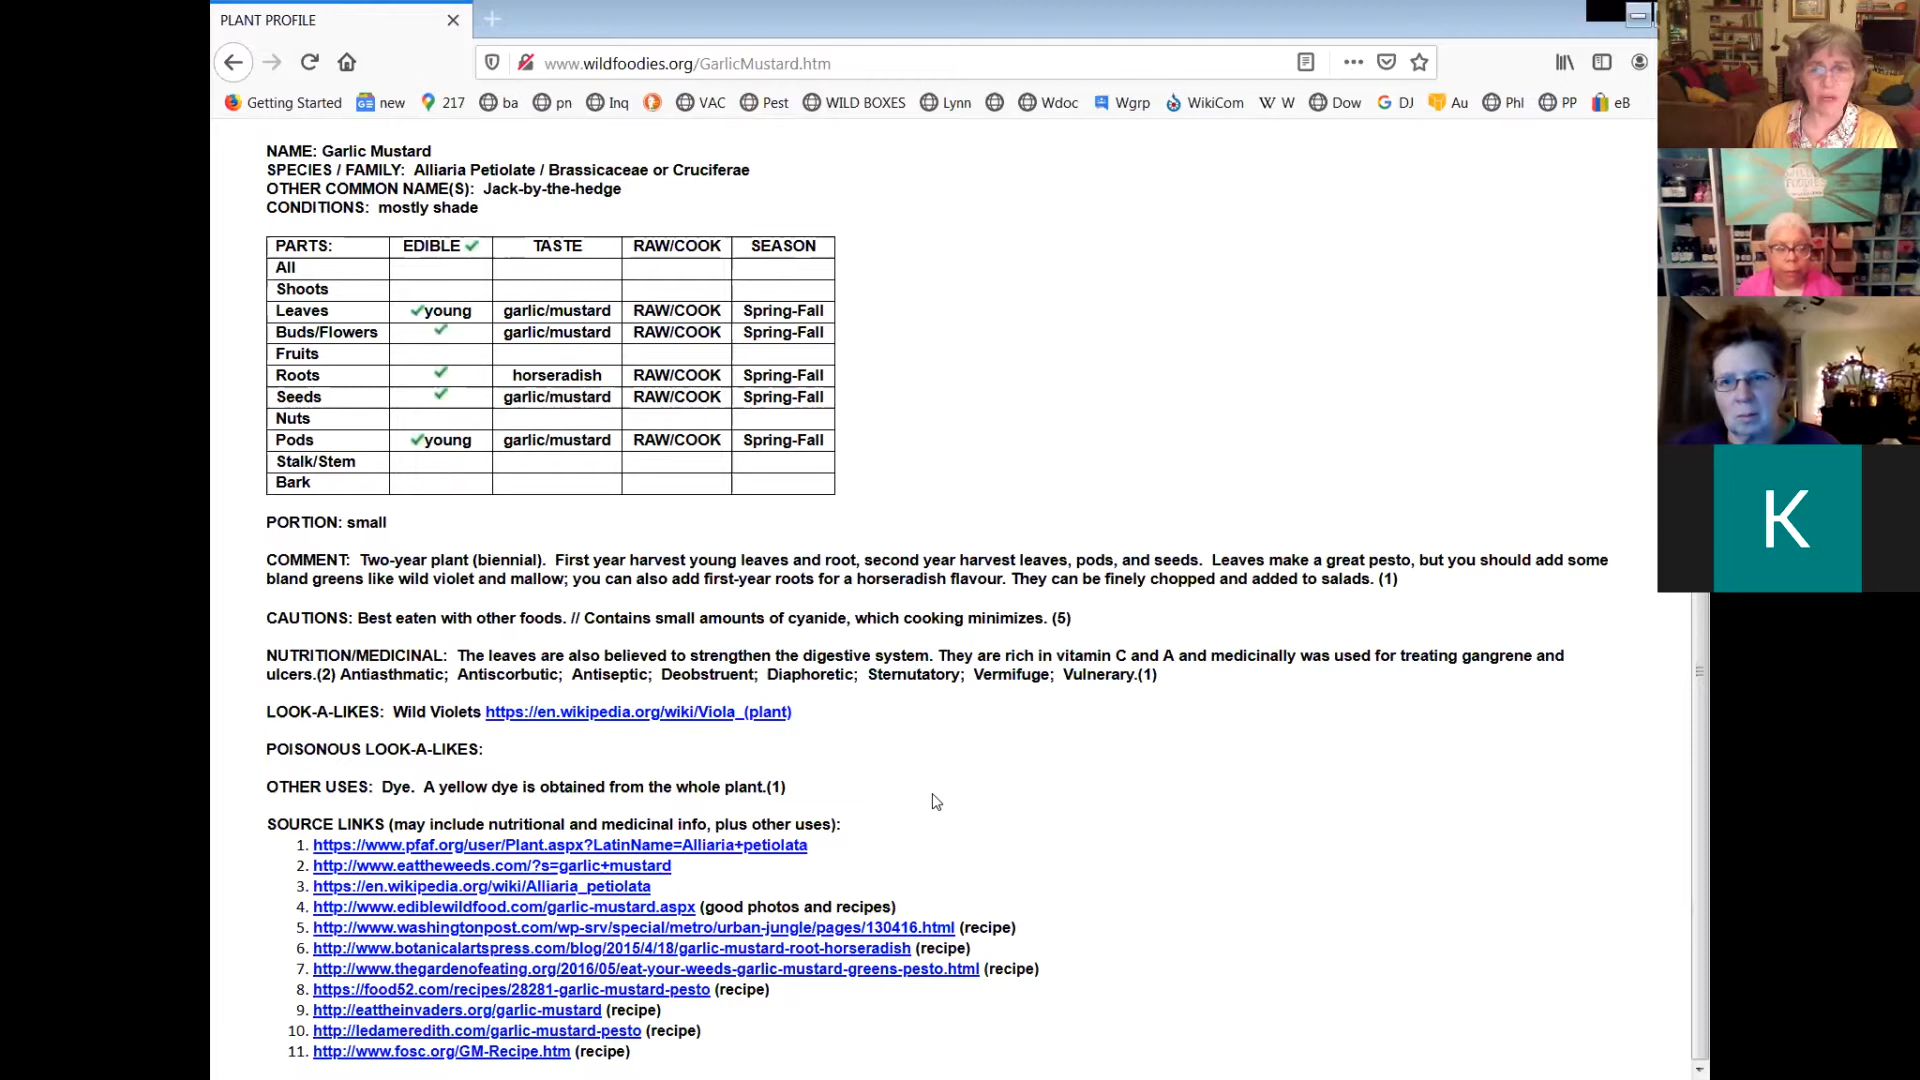 PLANT PROFILE
www.wildfoodies.org/GarlicMustard.htm
Getting Started new 217 ba pn Inq VAC Pest WILD BOXES Lynn Wdoc Wgrp WikiCom W W Dow G DJ Au Phl PP eB
NAME: Garlic Mustard
SPECIES / FAMILY: Alliaria Petiolate / Brassicaceae or Cruciferae
OTHER COMMON NAME(S): Jack-by-the-hedge
CONDITIONS: mostly shade
PARTS: EDIBLE ✓ TASTE RAW/COOK SEASON
All
Shoots
Leaves ✓young garlic/mustard RAW/COOK Spring-Fall
Buds/Flowers ✓ garlic/mustard RAW/COOK Spring-Fall
Fruits
Roots ✓ horseradish RAW/COOK Spring-Fall
Seeds ✓ garlic/mustard RAW/COOK Spring-Fall
Nuts
Pods ✓young garlic/mustard RAW/COOK Spring-Fall
Stalk/Stem
Bark
PORTION: small
COMMENT: Two-year plant (biennial). First year harvest young leaves and root, second year harvest leaves, pods, and seeds. Leaves make a great pesto, but you should add some
bland greens like wild violet and mallow; you can also add first-year roots for a horseradish flavour. They can be finely chopped and added to salads. (1)
CAUTIONS: Best eaten with other foods. // Contains small amounts of cyanide, which cooking minimizes. (5)
NUTRITION/MEDICINAL: The leaves are also believed to strengthen the digestive system. They are rich in vitamin C and A and medicinally was used for treating gangrene and
ulcers.(2) Antiasthmatic; Antiscorbutic; Antiseptic; Deobstruent; Diaphoretic; Sternutatory; Vermifuge; Vulnerary.(1)
LOOK-A-LIKES: Wild Violets https://en.wikipedia.org/wiki/Viola_(plant)
POISONOUS LOOK-A-LIKES:
OTHER USES: Dye. A yellow dye is obtained from the whole plant.(1)
SOURCE LINKS (may include nutritional and medicinal info, plus other uses):
1. https://www.pfaf.org/user/Plant.aspx?LatinName=Alliaria+petiolata
2. http://www.eattheweeds.com/?s=garlic+mustard
3. https://en.wikipedia.org/wiki/Alliaria_petiolata
4. http://www.ediblewildfood.com/garlic-mustard.aspx (good photos and recipes)
5. http://www.washingtonpost.com/wp-srv/special/metro/urban-jungle/pages/130416.html (recipe)
6. http://www.botanicalartspress.com/blog/2015/4/18/garlic-mustard-root-horseradish (recipe)
7. http://www.thegardenofeating.org/2016/05/eat-your-weeds-garlic-mustard-greens-pesto.html (recipe)
8. https://food52.com/recipes/28281-garlic-mustard-pesto (recipe)
9. http://eattheinvaders.org/garlic-mustard (recipe)
10. http://ledameredith.com/garlic-mustard-pesto (recipe)
11. http://www.fosc.org/GM-Recipe.htm (recipe)
K